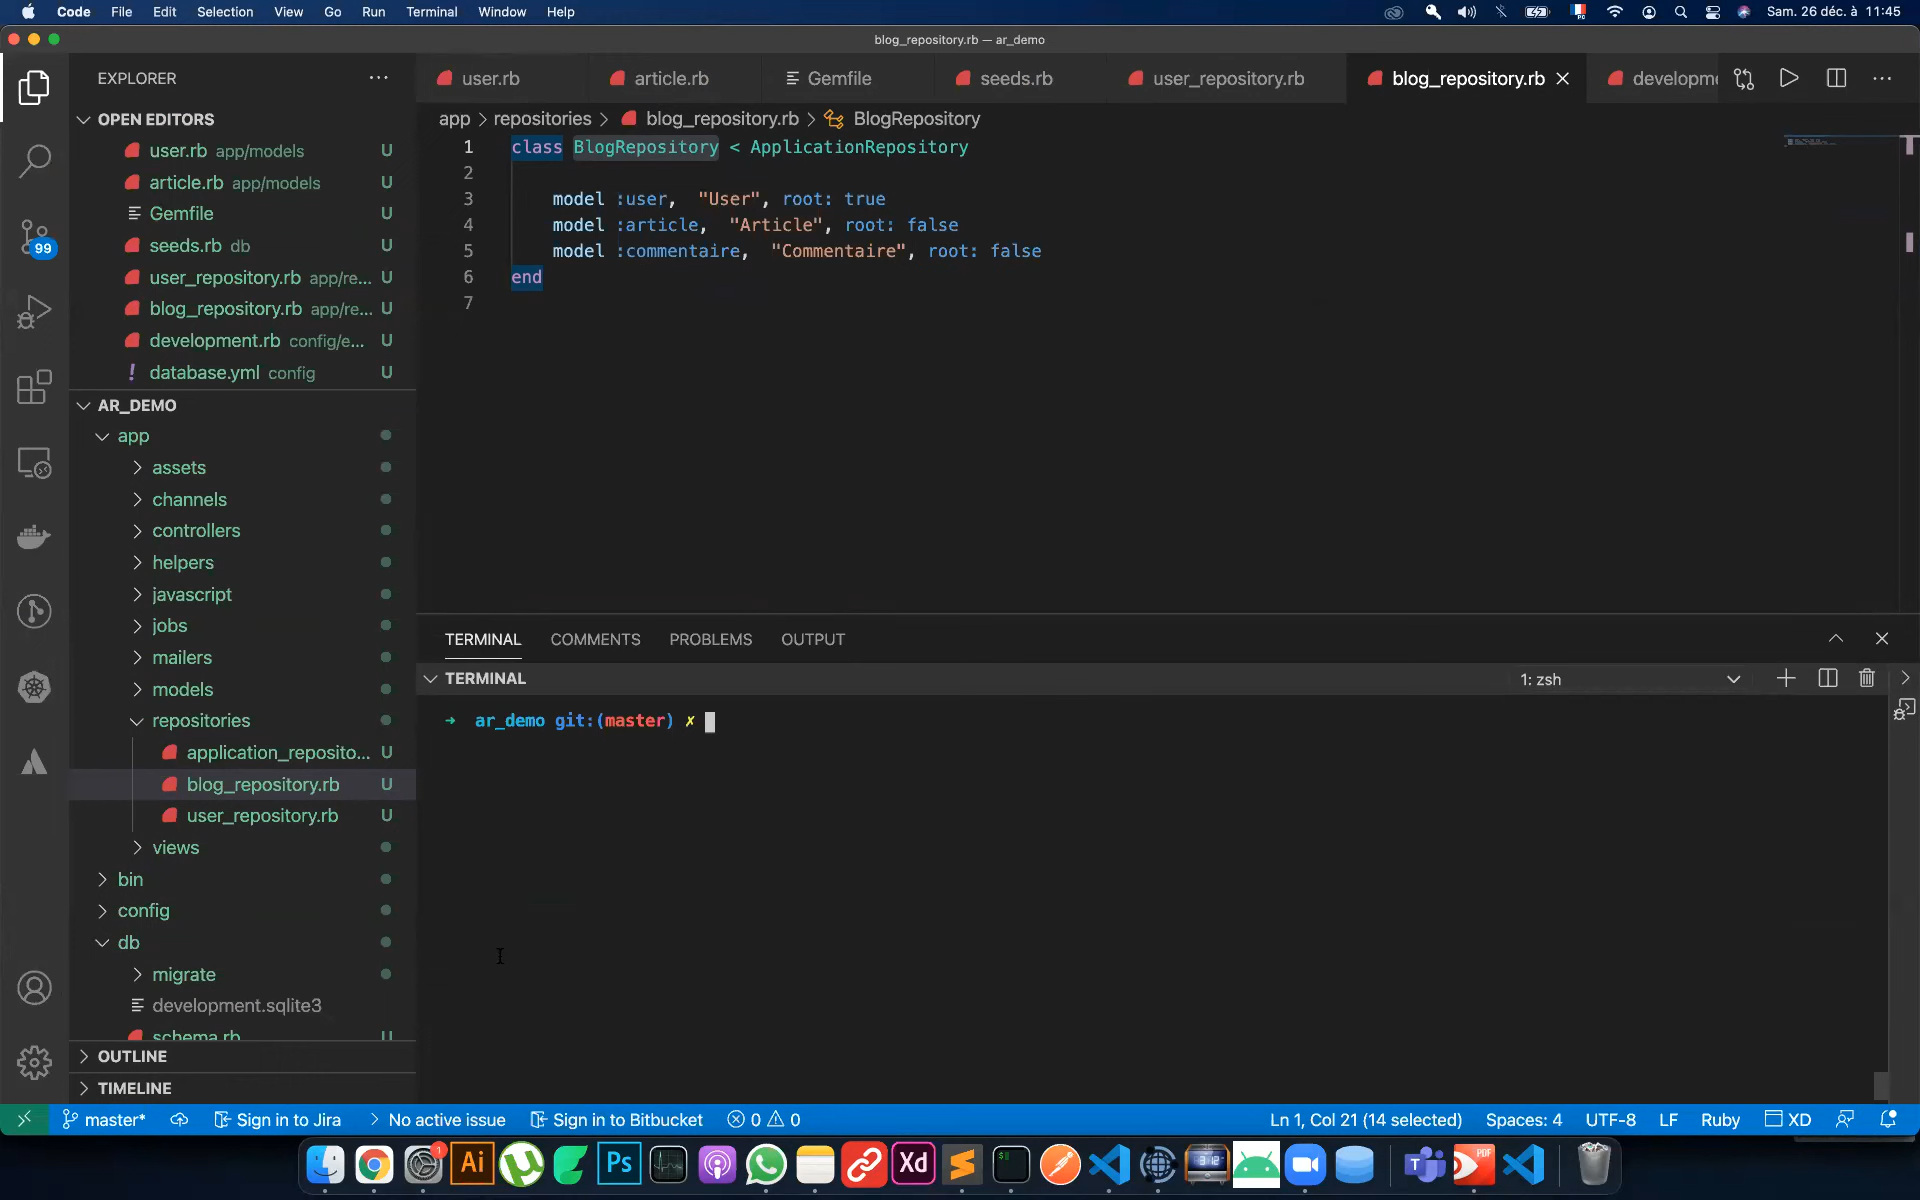 Code File Edit Selection View Go Run Terminal Window Help
Sam. 26 déc. à 11:45
blog_repository.rb — ar_demo
EXPLORER
user.rb article.rb Gemfile seeds.rb user_repository.rb blog_repository.rb developme
OPEN EDITORS
user.rb app/models U
article.rb app/models U
Gemfile U
seeds.rb db U
user_repository.rb app/re... U
blog_repository.rb app/re... U
development.rb config/e... U
! database.yml config U
99
AR_DEMO
app
assets
channels
controllers
helpers
javascript
jobs
mailers
models
repositories
application_reposito... U
blog_repository.rb U
user_repository.rb U
views
bin
config
db
migrate
development.sqlite3
schema.rb U
OUTLINE
TIMELINE
app > repositories > blog_repository.rb > BlogRepository
1 class BlogRepository < ApplicationRepository
2
3 model :user, "User", root: true
4 model :article, "Article", root: false
5 model :commentaire, "Commentaire", root: false
6 end
7
TERMINAL COMMENTS PROBLEMS OUTPUT
TERMINAL
1: zsh
→ ar_demo git:(master) ✗
master* Sign in to Jira No active issue Sign in to Bitbucket 0 0
Ln 1, Col 21 (14 selected) Spaces: 4 UTF-8 LF Ruby XD
1
Ai
Ps
Xd
PDF